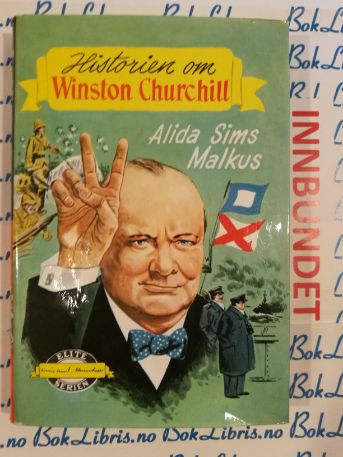 Historien om
Winston Churchill
Alida Sims
Malkus
ELITE
SERIEN
INNBUNDET
BokLibris.no
BokLibris.no
BokLibris.no